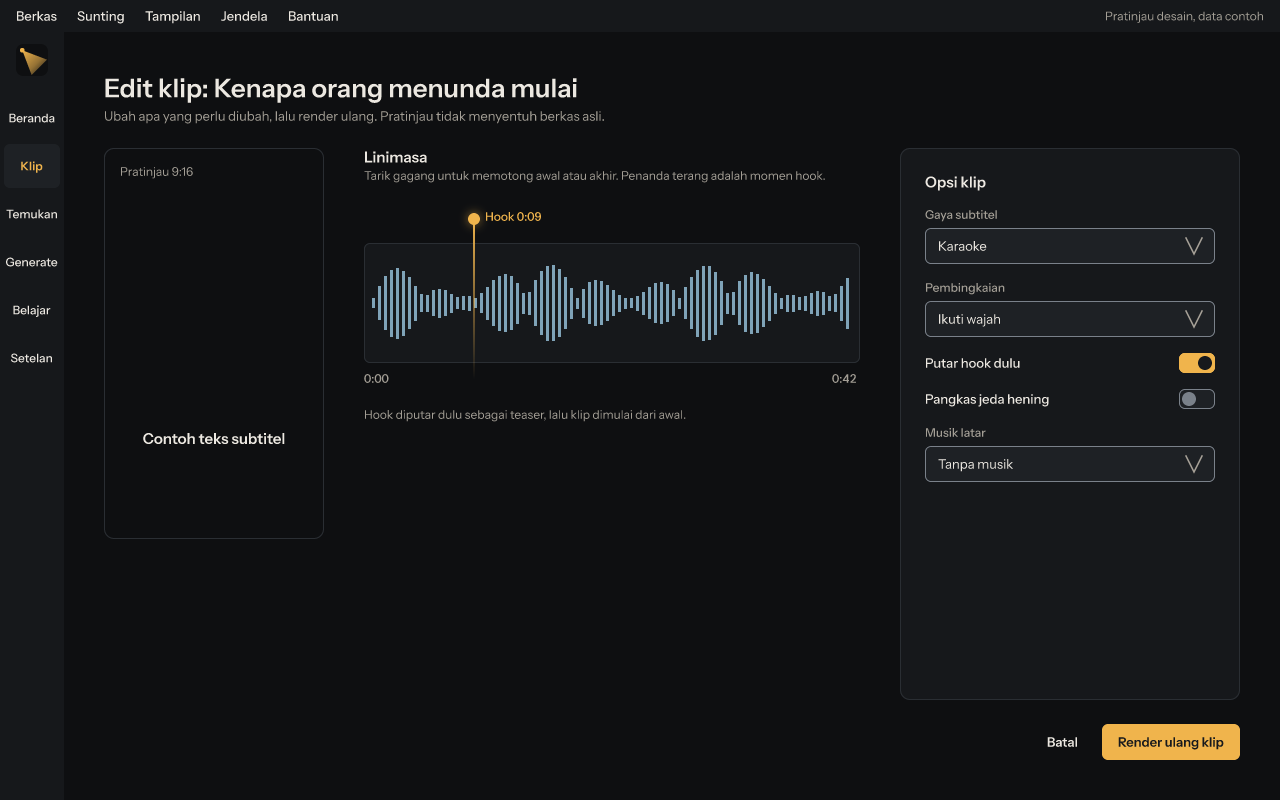 Berkas Sunting Tampilan Jendela Bantuan
Pratinjau desain, data contoh
Beranda
Klip
Temukan
Generate
Belajar
Setelan
Edit klip: Kenapa orang menunda mulai
Ubah apa yang perlu diubah, lalu render ulang. Pratinjau tidak menyentuh berkas asli.
Pratinjau 9:16
Contoh teks subtitel
Linimasa
Tarik gagang untuk memotong awal atau akhir. Penanda terang adalah momen hook.
Hook 0:09
0:00
0:42
Hook diputar dulu sebagai teaser, lalu klip dimulai dari awal.
Opsi klip
Gaya subtitel
Karaoke
Pembingkaian
Ikuti wajah
Putar hook dulu
Pangkas jeda hening
Musik latar
Tanpa musik
Batal
Render ulang klip